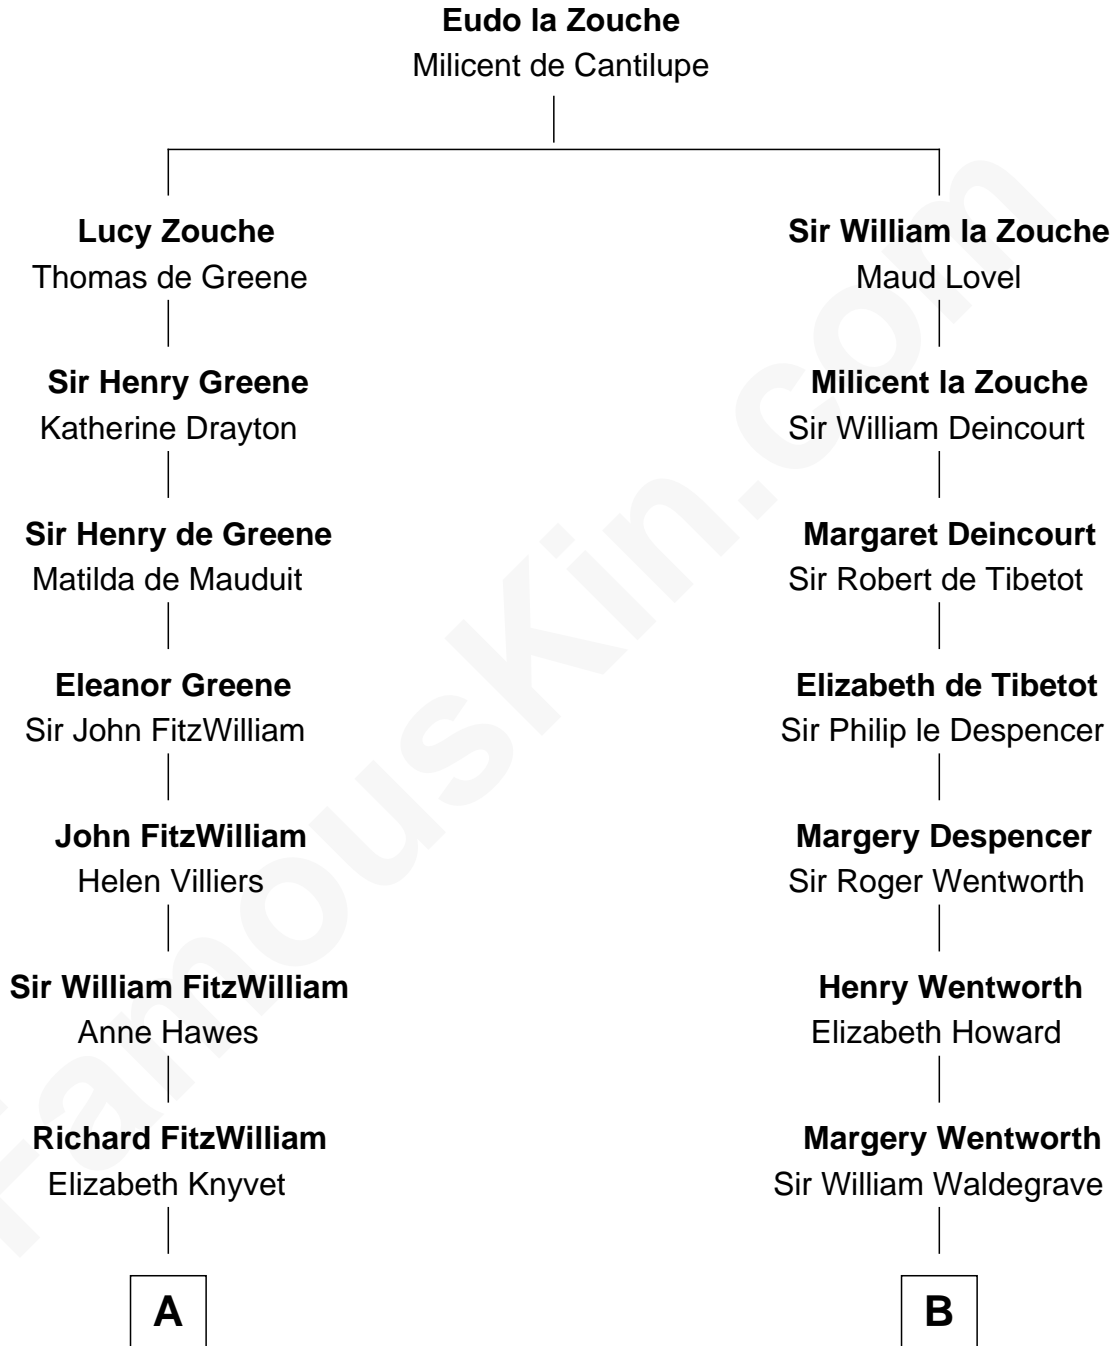 Eudo la Zouche
Milicent de Cantilupe
Lucy Zouche
Thomas de Greene
Sir Henry Greene
Katherine Drayton
Sir Henry de Greene
Matilda de Mauduit
Eleanor Greene
Sir John FitzWilliam
John FitzWilliam
Helen Villiers
Sir William FitzWilliam
Anne Hawes
Richard FitzWilliam
Elizabeth Knyvet
A
Sir William la Zouche
Maud Lovel
Milicent la Zouche
Sir William Deincourt
Margaret Deincourt
Sir Robert de Tibetot
Elizabeth de Tibetot
Sir Philip le Despencer
Margery Despencer
Sir Roger Wentworth
Henry Wentworth
Elizabeth Howard
Margery Wentworth
Sir William Waldegrave
B
FamousKin.com